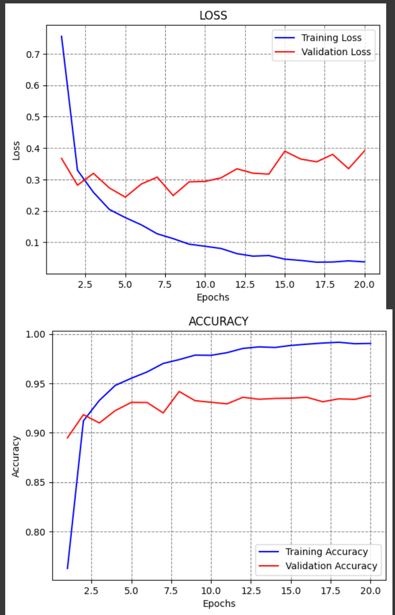 LOSS
Training Loss
Validation Loss
0.7
0.6
0.5
0.4
0.3
0.2
0.1
Loss
2.5 5.0 7.5 10.0 12.5 15.0 17.5 20.0
Epochs
ACCURACY
1.00
0.95
0.90
0.85
0.80
Accuracy
Training Accuracy
Validation Accuracy
2.5 5.0 7.5 10.0 12.5 15.0 17.5 20.0
Epochs